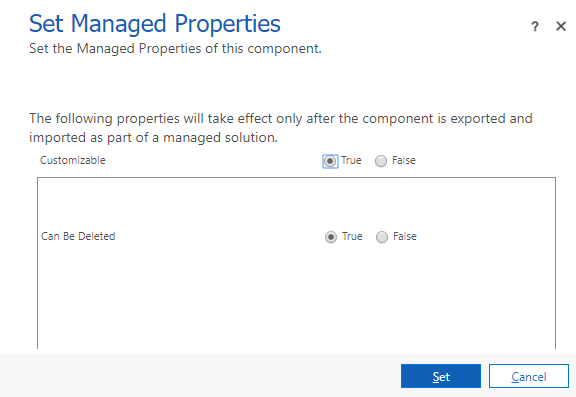 Set Managed Properties
? ×
Set the Managed Properties of this component.
The following properties will take effect only after the component is exported and
imported as part of a managed solution.
Customizable True False
Can Be Deleted True False
Set Cancel